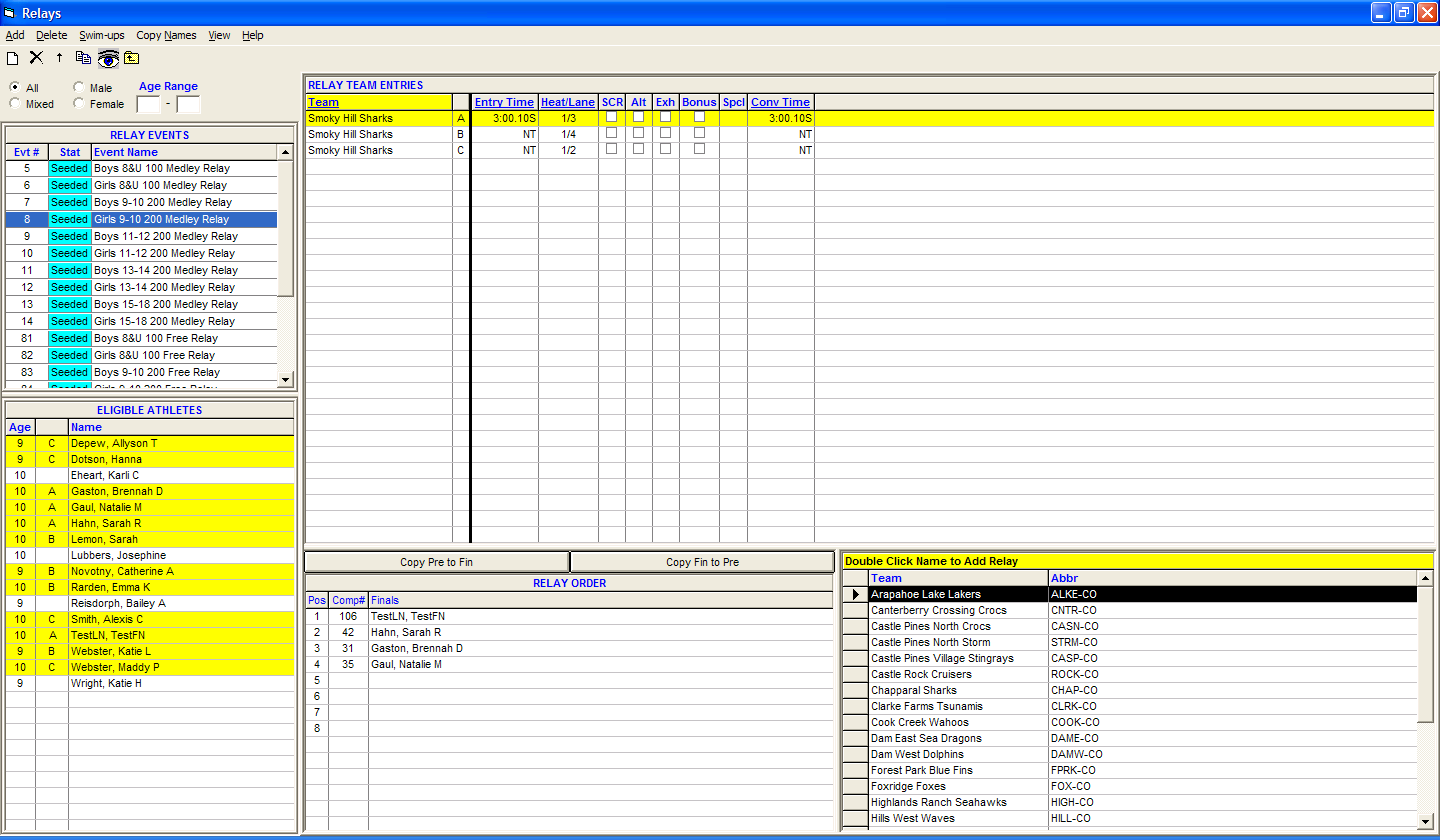 Relays
Add Delete Swim-ups Copy Names View Help
All Male Age Range
Mixed Female -
RELAY EVENTS
Evt # Stat Event Name
5 Seeded Boys 8&U 100 Medley Relay
6 Seeded Girls 8&U 100 Medley Relay
7 Seeded Boys 9-10 200 Medley Relay
8 Seeded Girls 9-10 200 Medley Relay
9 Seeded Boys 11-12 200 Medley Relay
10 Seeded Girls 11-12 200 Medley Relay
11 Seeded Boys 13-14 200 Medley Relay
12 Seeded Girls 13-14 200 Medley Relay
13 Seeded Boys 15-18 200 Medley Relay
14 Seeded Girls 15-18 200 Medley Relay
81 Seeded Boys 8&U 100 Free Relay
82 Seeded Girls 8&U 100 Free Relay
83 Seeded Boys 9-10 200 Free Relay
84 Seeded Girls 9-10 200 Free Relay
ELIGIBLE ATHLETES
Age Name
9 C Depew, Allyson T
9 C Dotson, Hanna
10 Eheart, Karli C
10 A Gaston, Brennah D
10 A Gaul, Natalie M
10 A Hahn, Sarah R
10 B Lemon, Sarah
10 Lubbers, Josephine
9 B Novotny, Catherine A
10 B Rarden, Emma K
9 Reisdorph, Bailey A
10 C Smith, Alexis C
10 A TestLN, TestFN
9 B Webster, Katie L
10 C Webster, Maddy P
9 Wright, Katie H
RELAY TEAM ENTRIES
Team Entry Time Heat/Lane SCR Alt Exh Bonus Spcl Conv Time
Smoky Hill Sharks A 3:00.10S 1/3 3:00.10S
Smoky Hill Sharks B NT 1/4 NT
Smoky Hill Sharks C NT 1/2 NT
Copy Pre to Fin Copy Fin to Pre
RELAY ORDER
Pos Comp# Finals
1 106 TestLN, TestFN
2 42 Hahn, Sarah R
3 31 Gaston, Brennah D
4 35 Gaul, Natalie M
5
6
7
8
Double Click Name to Add Relay
Team Abbr
Arapahoe Lake Lakers ALKE-CO
Canterberry Crossing Crocs CNTR-CO
Castle Pines North Crocs CASN-CO
Castle Pines North Storm STRM-CO
Castle Pines Village Stingrays CASP-CO
Castle Rock Cruisers ROCK-CO
Chapparal Sharks CHAP-CO
Clarke Farms Tsunamis CLRK-CO
Cook Creek Wahoos COOK-CO
Dam East Sea Dragons DAME-CO
Dam West Dolphins DAMW-CO
Forest Park Blue Fins FPRK-CO
Foxridge Foxes FOX-CO
Highlands Ranch Seahawks HIGH-CO
Hills West Waves HILL-CO